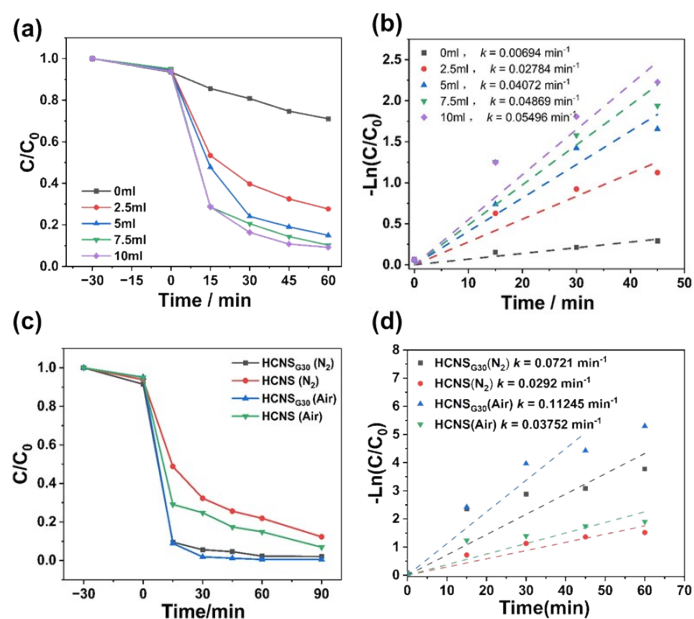 (a)
C/C0
1.0
0.8
0.6
0.4
0.2
0.0
0ml
2.5ml
5ml
7.5ml
10ml
−30 −15 0 15 30 45 60
Time / min
(b)
-Ln(C/C0)
2.5
2.0
1.5
1.0
0.5
0.0
0ml , k = 0.00694 min-1
2.5ml , k = 0.02784 min-1
5ml , k = 0.04072 min-1
7.5ml , k = 0.04869 min-1
10ml , k = 0.05496 min-1
0 10 20 30 40 50
Time / min
(c)
C/C0
1.0
0.8
0.6
0.4
0.2
0.0
HCNSG30 (N2)
HCNS (N2)
HCNSG30 (Air)
HCNS (Air)
−30 0 30 60 90
Time/min
(d)
-Ln(C/C0)
8
7
6
5
4
3
2
1
0
HCNSG30(N2) k = 0.0721 min-1
HCNS(N2) k = 0.0292 min-1
HCNSG30(Air) k = 0.11245 min-1
HCNS(Air) k = 0.03752 min-1
0 10 20 30 40 50 60 70
Time(min)